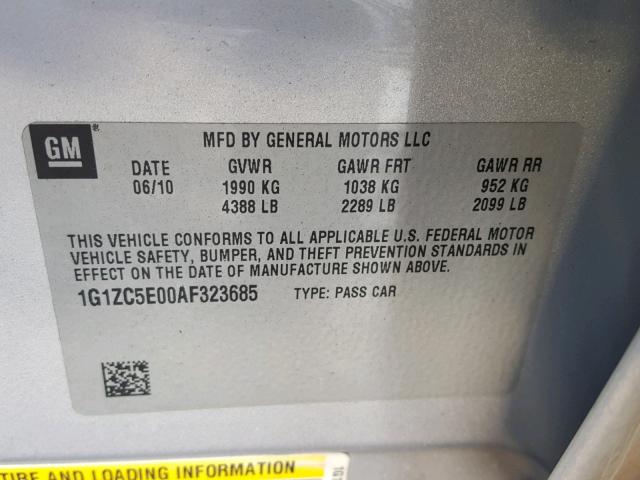 GM®
MFD BY GENERAL MOTORS LLC
DATE GVWR GAWR FRT GAWR RR
06/10 1990 KG 1038 KG 952 KG
4388 LB 2289 LB 2099 LB
THIS VEHICLE CONFORMS TO ALL APPLICABLE U.S. FEDERAL MOTOR
VEHICLE SAFETY, BUMPER, AND THEFT PREVENTION STANDARDS IN
EFFECT ON THE DATE OF MANUFACTURE SHOWN ABOVE.
1G1ZC5E00AF323685 TYPE: PASS CAR
TIRE AND LOADING INFORMATION